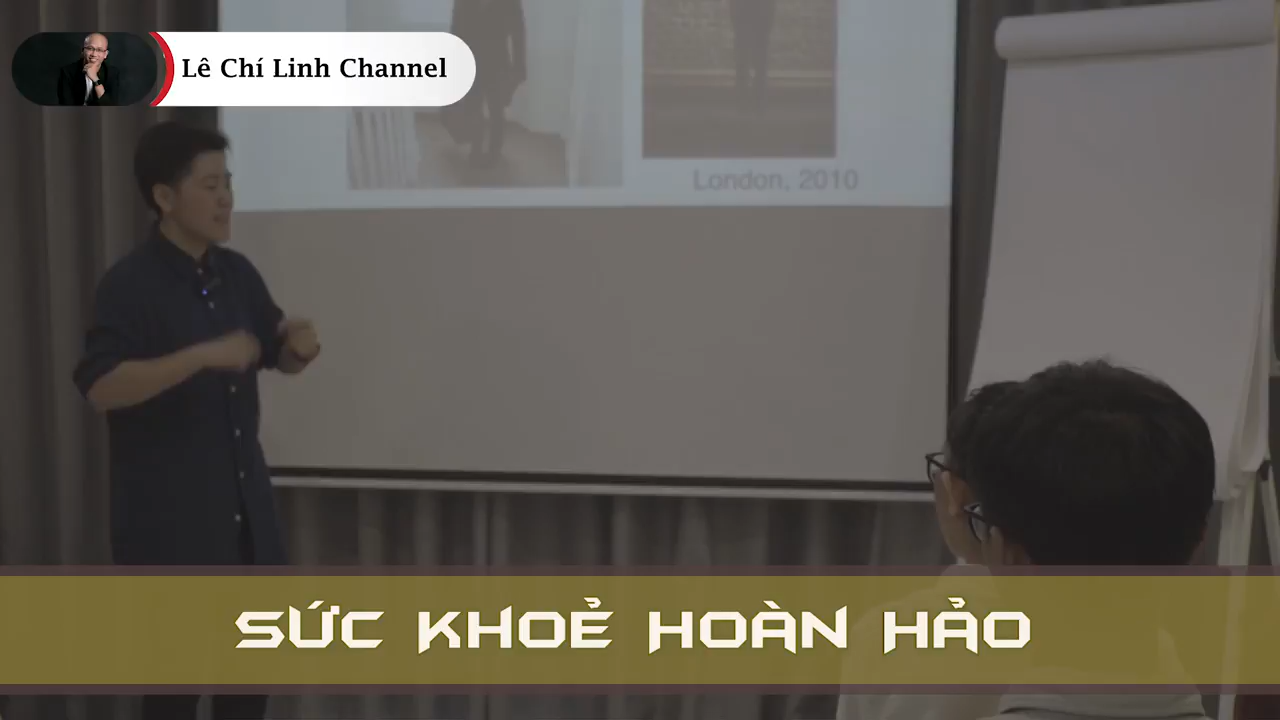 Lê Chí Linh Channel
London, 2010
SỨC KHOẺ HOÀN HẢO